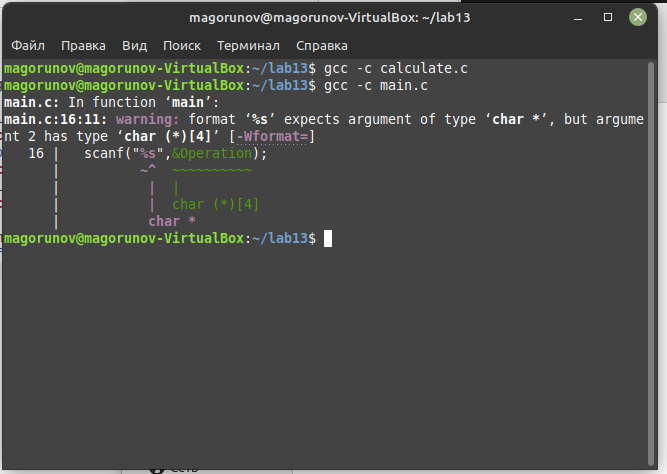 magorunov@magorunov-VirtualBox: ~/lab13
Файл Правка Вид Поиск Терминал Справка
magorunov@magorunov-VirtualBox:~/lab13$ gcc -c calculate.c
magorunov@magorunov-VirtualBox:~/lab13$ gcc -c main.c
main.c: In function ‘main’:
main.c:16:11: warning: format ‘%s’ expects argument of type ‘char *’, but argume
nt 2 has type ‘char (*)[4]’ [-Wformat=]
   16 |   scanf("%s",&Operation);
      |          ~^  ~~~~~~~~~~
      |           |  |
      |           |  char (*)[4]
      |           char *
magorunov@magorunov-VirtualBox:~/lab13$